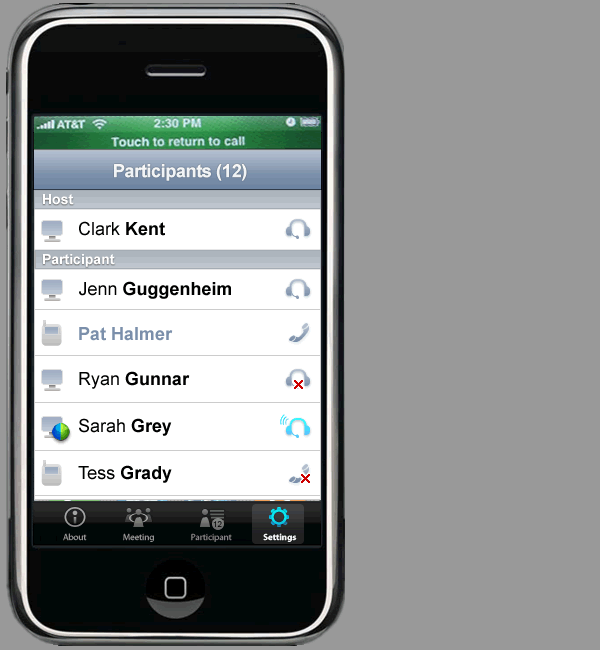 AT&T 2:30 PM
Touch to return to call
Participants (12)
Host
Clark Kent
Participant
Jenn Guggenheim
Pat Halmer
Ryan Gunnar
Sarah Grey
Tess Grady
12
About Meeting Participant Settings